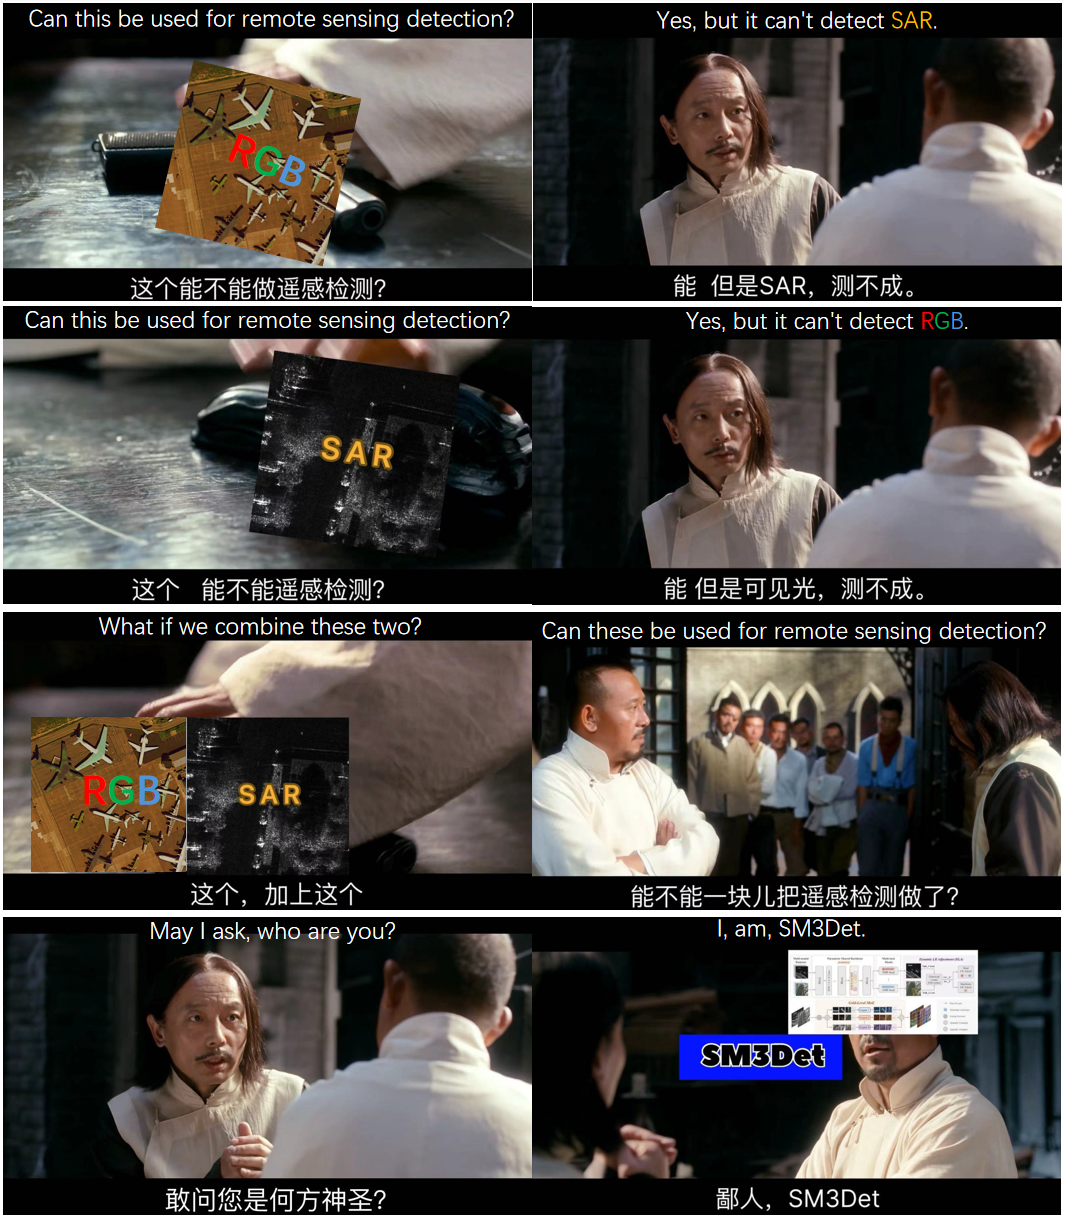 Can this be used for remote sensing detection?
RGB
这个能不能做遥感检测?
Yes, but it can't detect SAR.
能 但是SAR，测不成。
Can this be used for remote sensing detection?
SAR
这个 能不能遥感检测?
Yes, but it can't detect RGB.
能 但是可见光，测不成。
What if we combine these two?
RGB
SAR
这个，加上这个
Can these be used for remote sensing detection?
能不能一块儿把遥感检测做了?
May I ask, who are you?
敢问您是何方神圣?
I, am, SM3Det.
SM3Det
鄙人，SM3Det